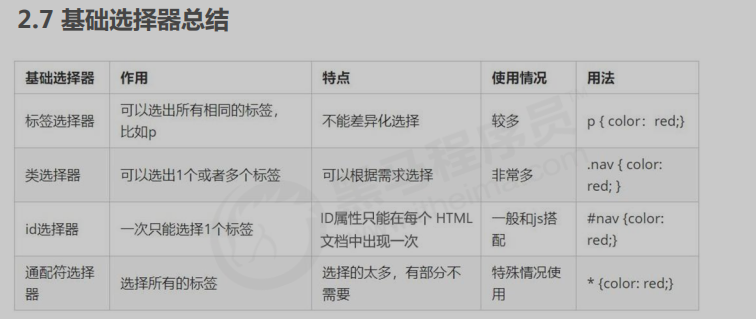 2.7 基础选择器总结
基础选择器 作用 特点 使用情况 用法
标签选择器 可以选出所有相同的标签，比如p 不能差异化选择 较多 p { color：red;}
类选择器 可以选出1个或者多个标签 可以根据需求选择 非常多 .nav { color: red; }
id选择器 一次只能选择1个标签 ID属性只能在每个 HTML 文档中出现一次 一般和js搭配 #nav {color: red;}
通配符选择器 选择所有的标签 选择的太多，有部分不需要 特殊情况使用 * {color: red;}
黑马程序员